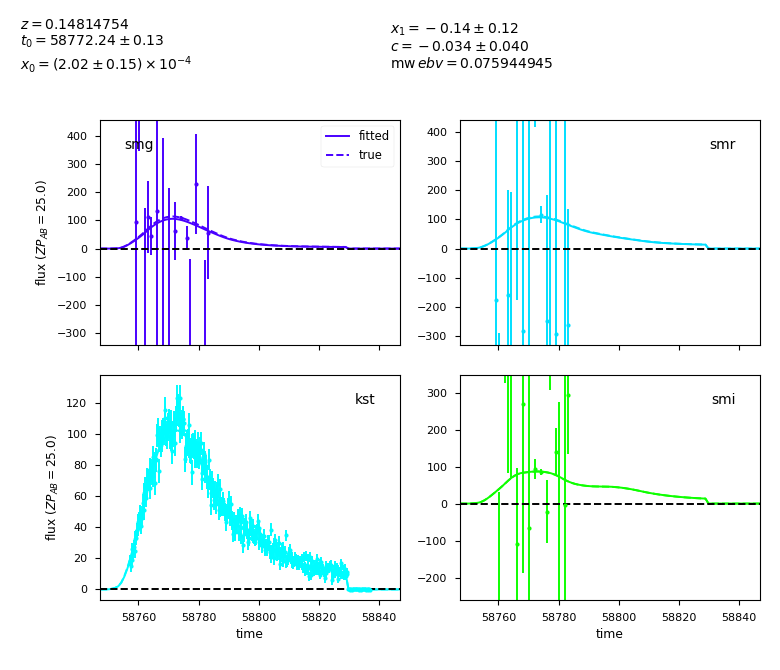 z = 0.14814754
t₀ = 58772.24 ± 0.13
x₀ = (2.02 ± 0.15) × 10⁻⁴
x₁ = −0.14 ± 0.12
c = −0.034 ± 0.040
mw ebv = 0.075944945
smg
fitted
true
400
300
200
100
0
−100
−200
−300
flux (ZP_AB = 25.0)
smr
400
300
200
100
0
−100
−200
−300
kst
120
100
80
60
40
20
0
flux (ZP_AB = 25.0)
58760 58780 58800 58820 58840
time
smi
300
200
100
0
−100
−200
58760 58780 58800 58820 58840
time